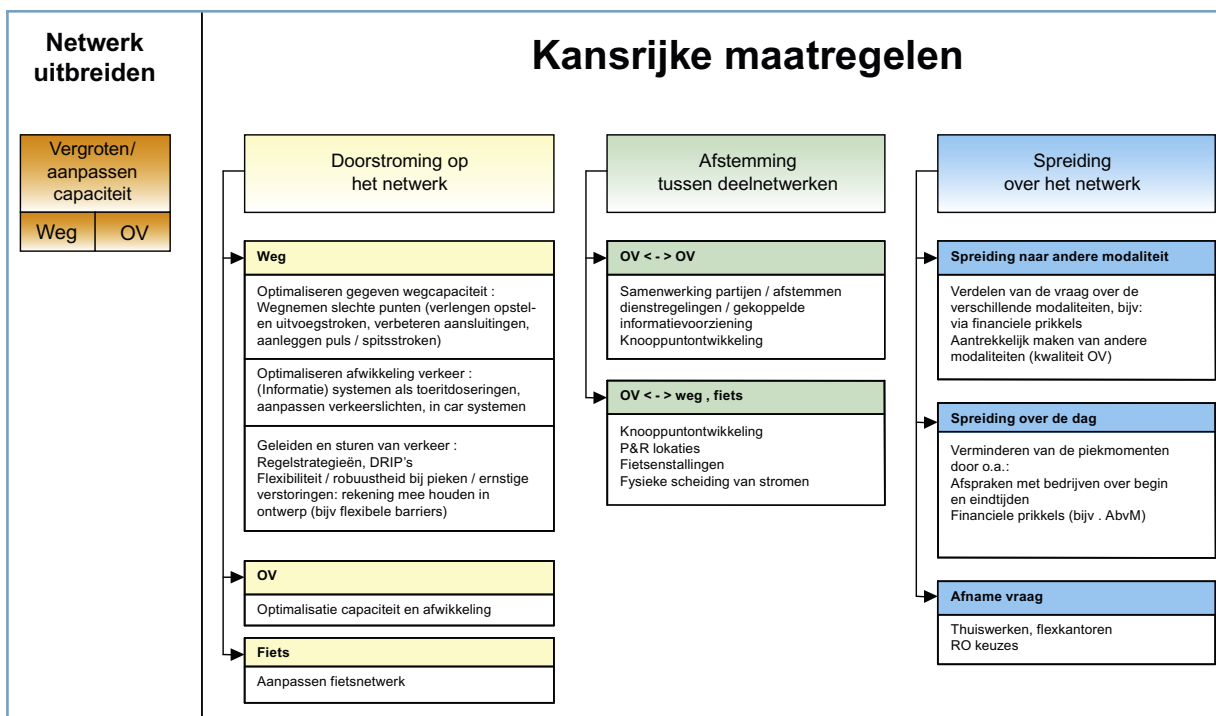 Netwerk
uitbreiden
Vergroten/
aanpassen
capaciteit
Weg
OV
Kansrijke maatregelen
Doorstroming op
het netwerk
Weg
Optimaliseren gegeven wegcapaciteit :
Wegnemen slechte punten (verlengen opstel-
en uitvoegstroken, verbeteren aansluitingen,
aanleggen puls / spitsstroken)
Optimaliseren afwikkeling verkeer :
(Informatie) systemen als toeritdoseringen,
aanpassen verkeerslichten, in car systemen
Geleiden en sturen van verkeer :
Regelstrategieën, DRIP's
Flexibiliteit / robuustheid bij pieken / ernstige
verstoringen: rekening mee houden in
ontwerp (bijv flexibele barriers)
OV
Optimalisatie capaciteit en afwikkeling
Fiets
Aanpassen fietsnetwerk
Afstemming
tussen deelnetwerken
OV < - > OV
Samenwerking partijen / afstemmen
dienstregelingen / gekoppelde
informatievoorziening
Knooppuntontwikkeling
OV < - > weg , fiets
Knooppuntontwikkeling
P&R lokaties
Fietsenstallingen
Fysieke scheiding van stromen
Spreiding
over het netwerk
Spreiding naar andere modaliteit
Verdelen van de vraag over de
verschillende modaliteiten, bijv:
via financiele prikkels
Aantrekkelijk maken van andere
modaliteiten (kwaliteit OV)
Spreiding over de dag
Verminderen van de piekmomenten
door o.a.:
Afspraken met bedrijven over begin
en eindtijden
Financiele prikkels (bijv . AbvM)
Afname vraag
Thuiswerken, flexkantoren
RO keuzes